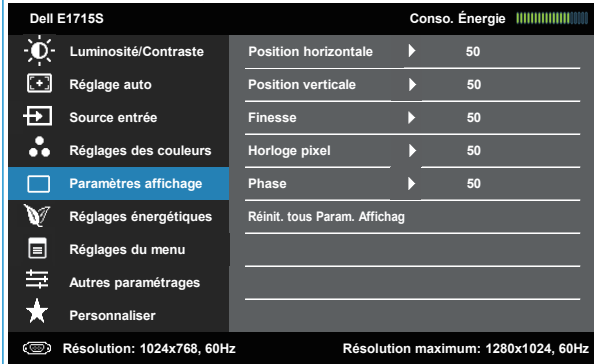 Dell E1715S Conso. Énergie
Luminosité/Contraste Position horizontale 50
Réglage auto Position verticale 50
Source entrée Finesse 50
Réglages des couleurs Horloge pixel 50
Paramètres affichage Phase 50
Réglages énergétiques Réinit. tous Param. Affichag
Réglages du menu
Autres paramétrages
Personnaliser
Résolution: 1024x768, 60Hz Résolution maximum: 1280x1024, 60Hz